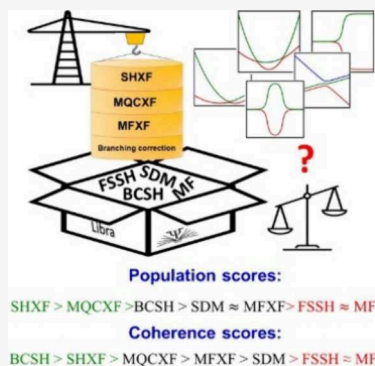 SHXF
MQCXF
MFXF
Branching correction
FSSH SDM MF
BCSH
?
Libra
Ψ
Population scores:
SHXF > MQCXF >BCSH > SDM ≈ MFXF> FSSH ≈ MF
Coherence scores:
BCSH > SHXF > MQCXF > MFXF > SDM > FSSH ≈ MF